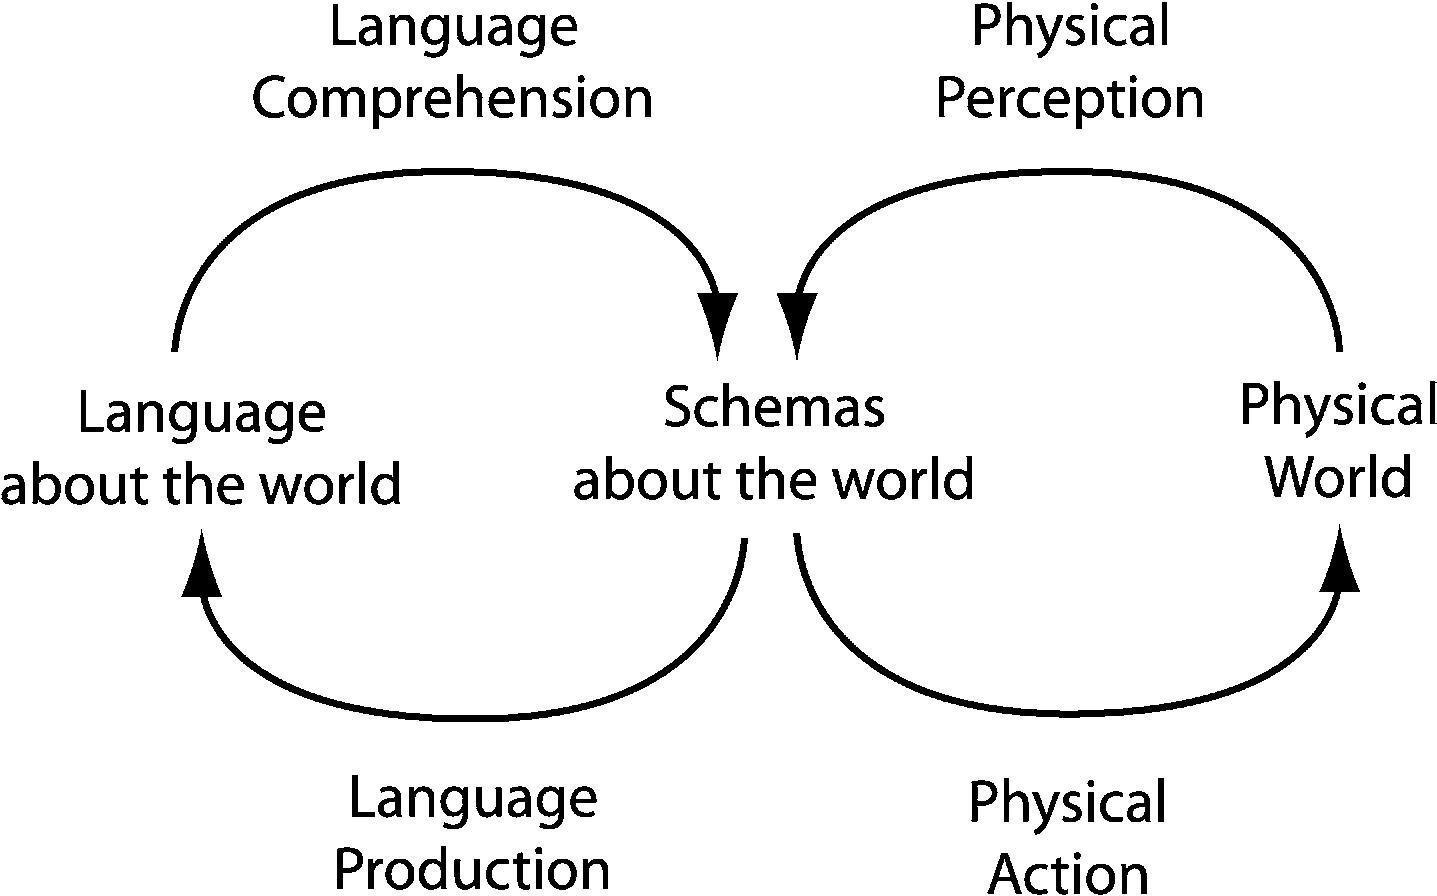 Language
Comprehension
Physical
Perception
Language
about the world
Schemas
about the world
Physical
World
Language
Production
Physical
Action